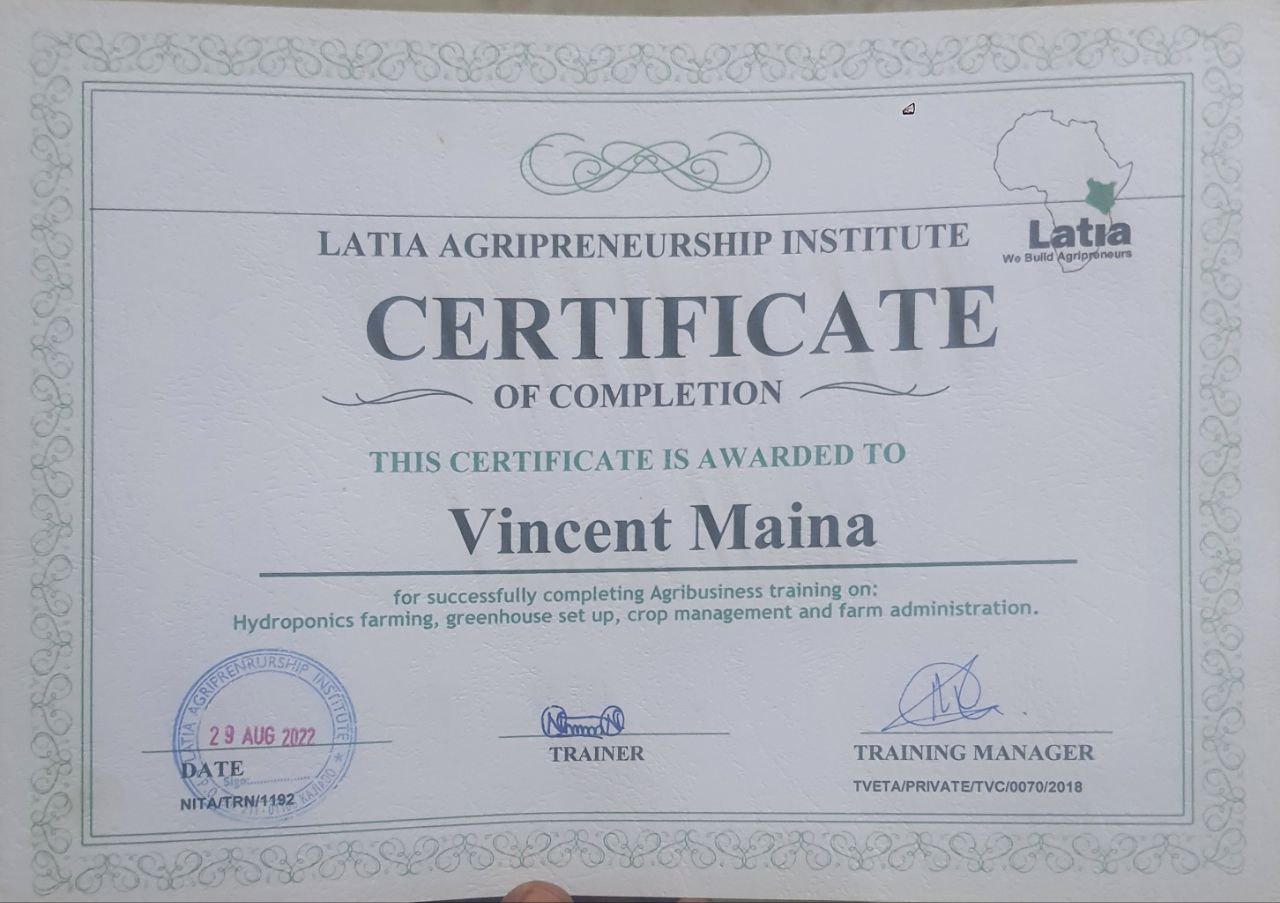 Latia
We Build Agripreneurs
LATIA AGRIPRENEURSHIP INSTITUTE
CERTIFICATE
OF COMPLETION
THIS CERTIFICATE IS AWARDED TO
Vincent Maina
for successfully completing Agribusiness training on:
Hydroponics farming, greenhouse set up, crop management and farm administration.
LATIA AGRIPRENRURSHIP INSTITUTE
29 AUG 2022
Sign:
KAJIADO
DATE
NITA/TRN/1192
TRAINER
TRAINING MANAGER
TVETA/PRIVATE/TVC/0070/2018